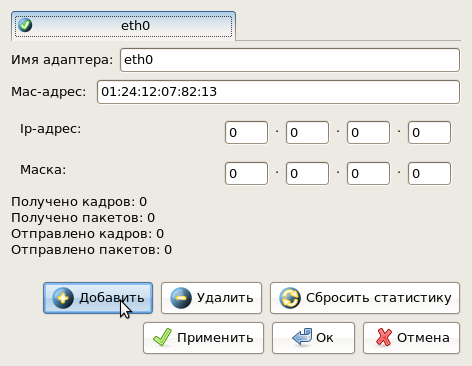 eth0
Имя адаптера: eth0
Mac-адрес: 01:24:12:07:82:13
Ip-адрес: 0 . 0 . 0 . 0
Маска: 0 . 0 . 0 . 0
Получено кадров: 0
Получено пакетов: 0
Отправлено кадров: 0
Отправлено пакетов: 0
Добавить Удалить Сбросить статистику
Применить Ок Отмена